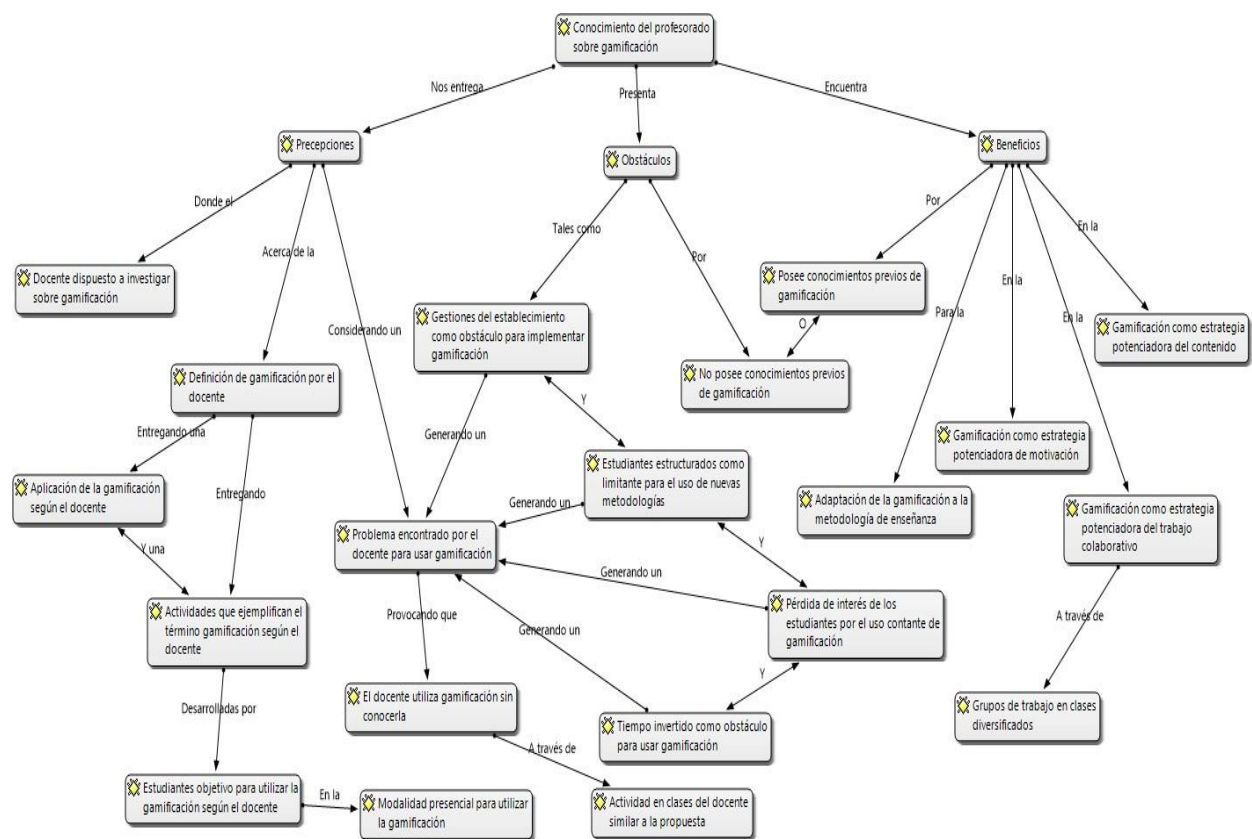 Conocimiento del profesorado
sobre gamificación
Nos entrega
Presenta
Encuentra
Precepciones
Obstáculos
Beneficios
Donde el
Acerca de la
Considerando un
Tales como
Por
Por
Para la
En la
En la
En la
Docente dispuesto a investigar
sobre gamificación
Posee conocimientos previos de
gamificación
O
Gestiones del establecimiento
como obstáculo para implementar
gamificación
Gamificación como estrategia
potenciadora del contenido
Definición de gamificación por el
docente
No posee conocimientos previos
de gamificación
Entregando una
Entregando
Generando un
Y
Gamificación como estrategia
potenciadora de motivación
Aplicación de la gamificación
según el docente
Estudiantes estructurados como
limitante para el uso de nuevas
metodologías
Adaptación de la gamificación a la
metodología de enseñanza
Gamificación como estrategia
potenciadora del trabajo
colaborativo
Generando un
Problema encontrado por el
docente para usar gamificación
Y una
Y
Generando un
Actividades que ejemplifican el
término gamificación según el
docente
Pérdida de interés de los
estudiantes por el uso contante de
gamificación
Provocando que
Generando un
A través de
Y
Desarrolladas por
El docente utiliza gamificación sin
conocerla
Tiempo invertido como obstáculo
para usar gamificación
Grupos de trabajo en clases
diversificados
A través de
Estudiantes objetivo para utilizar la
gamificación según el docente
En la
Modalidad presencial para utilizar
la gamificación
Actividad en clases del docente
similar a la propuesta